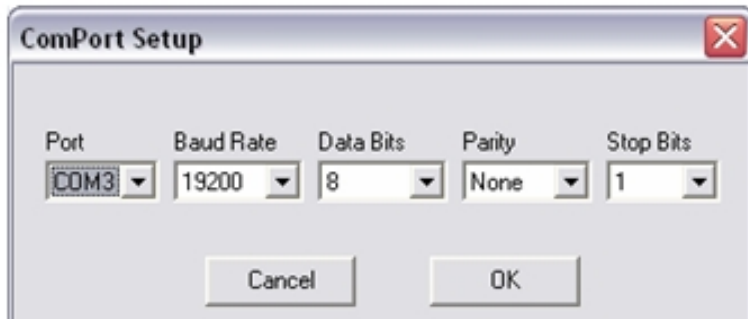 ComPort Setup
Port Baud Rate Data Bits Parity Stop Bits
COM3 19200 8 None 1
Cancel OK